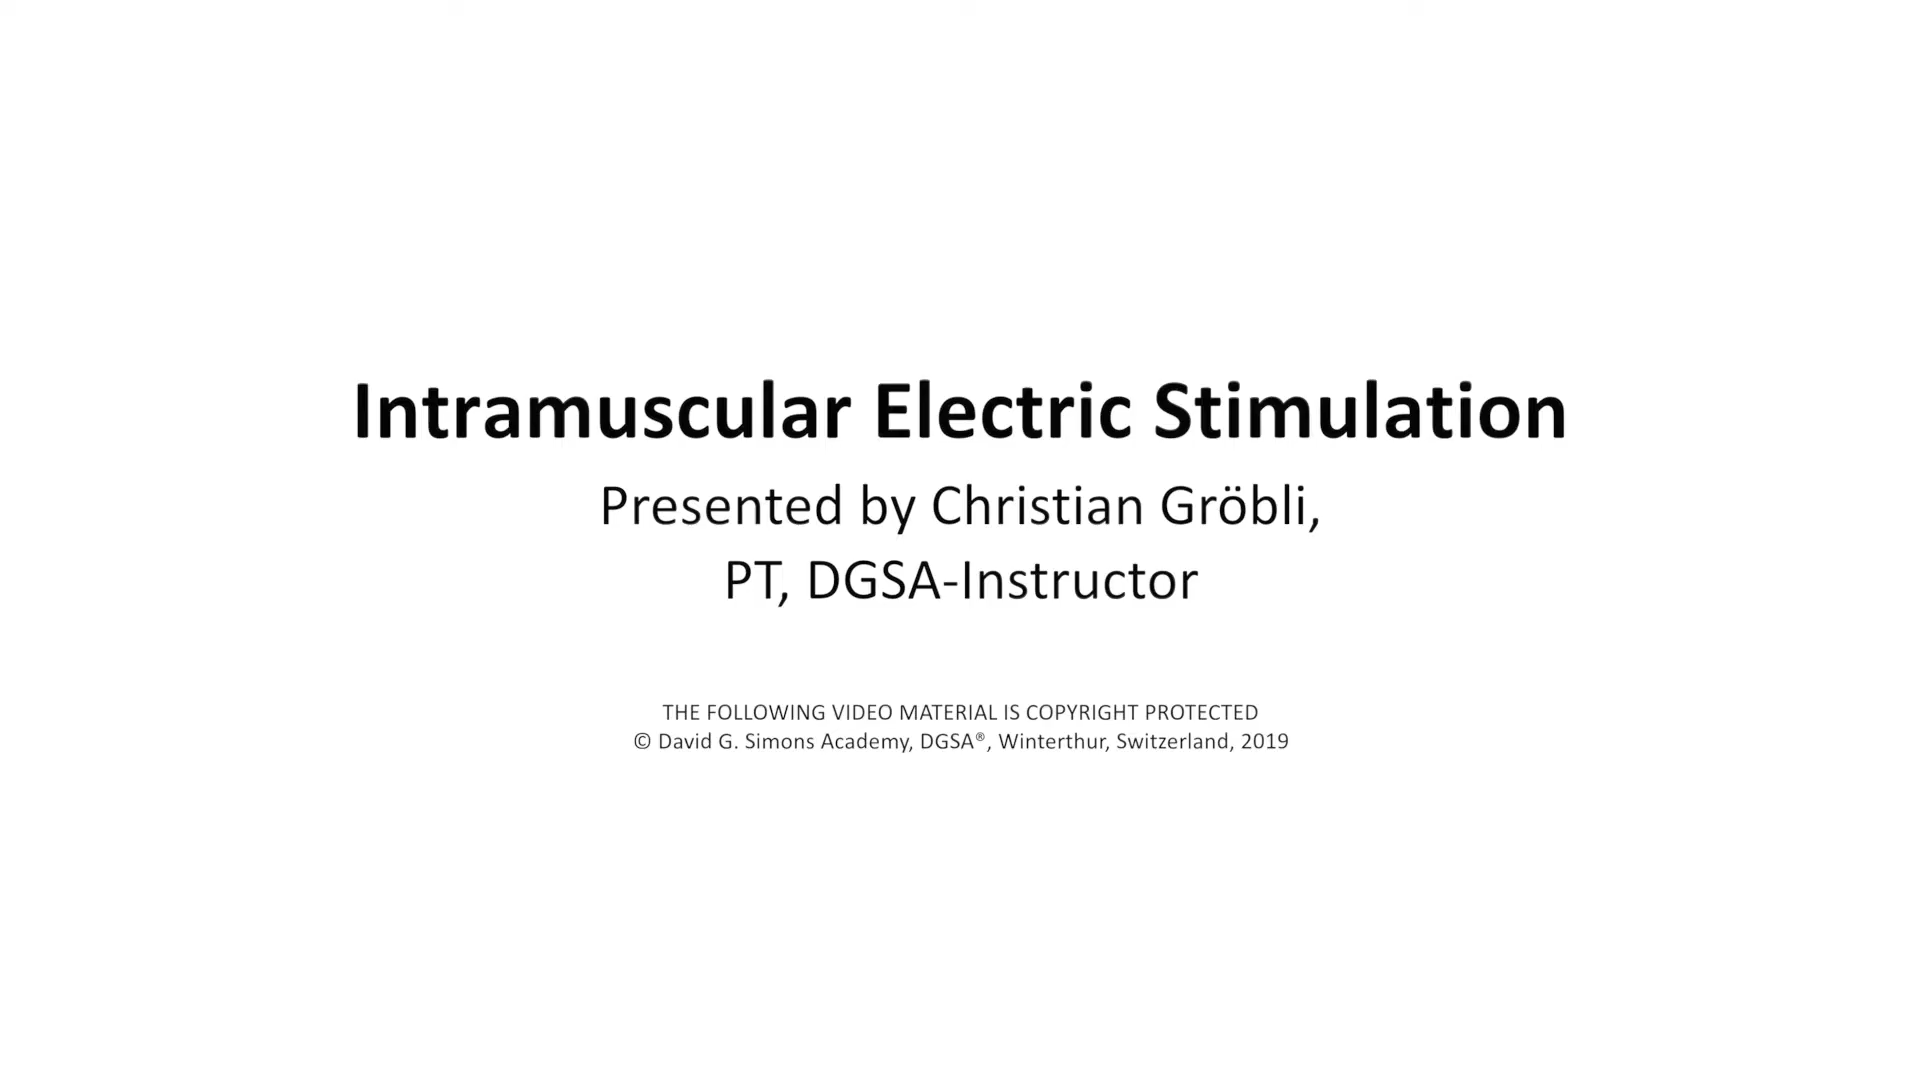 Intramuscular Electric Stimulation
Presented by Christian Gröbli,
PT, DGSA-Instructor
THE FOLLOWING VIDEO MATERIAL IS COPYRIGHT PROTECTED
© David G. Simons Academy, DGSA®, Winterthur, Switzerland, 2019